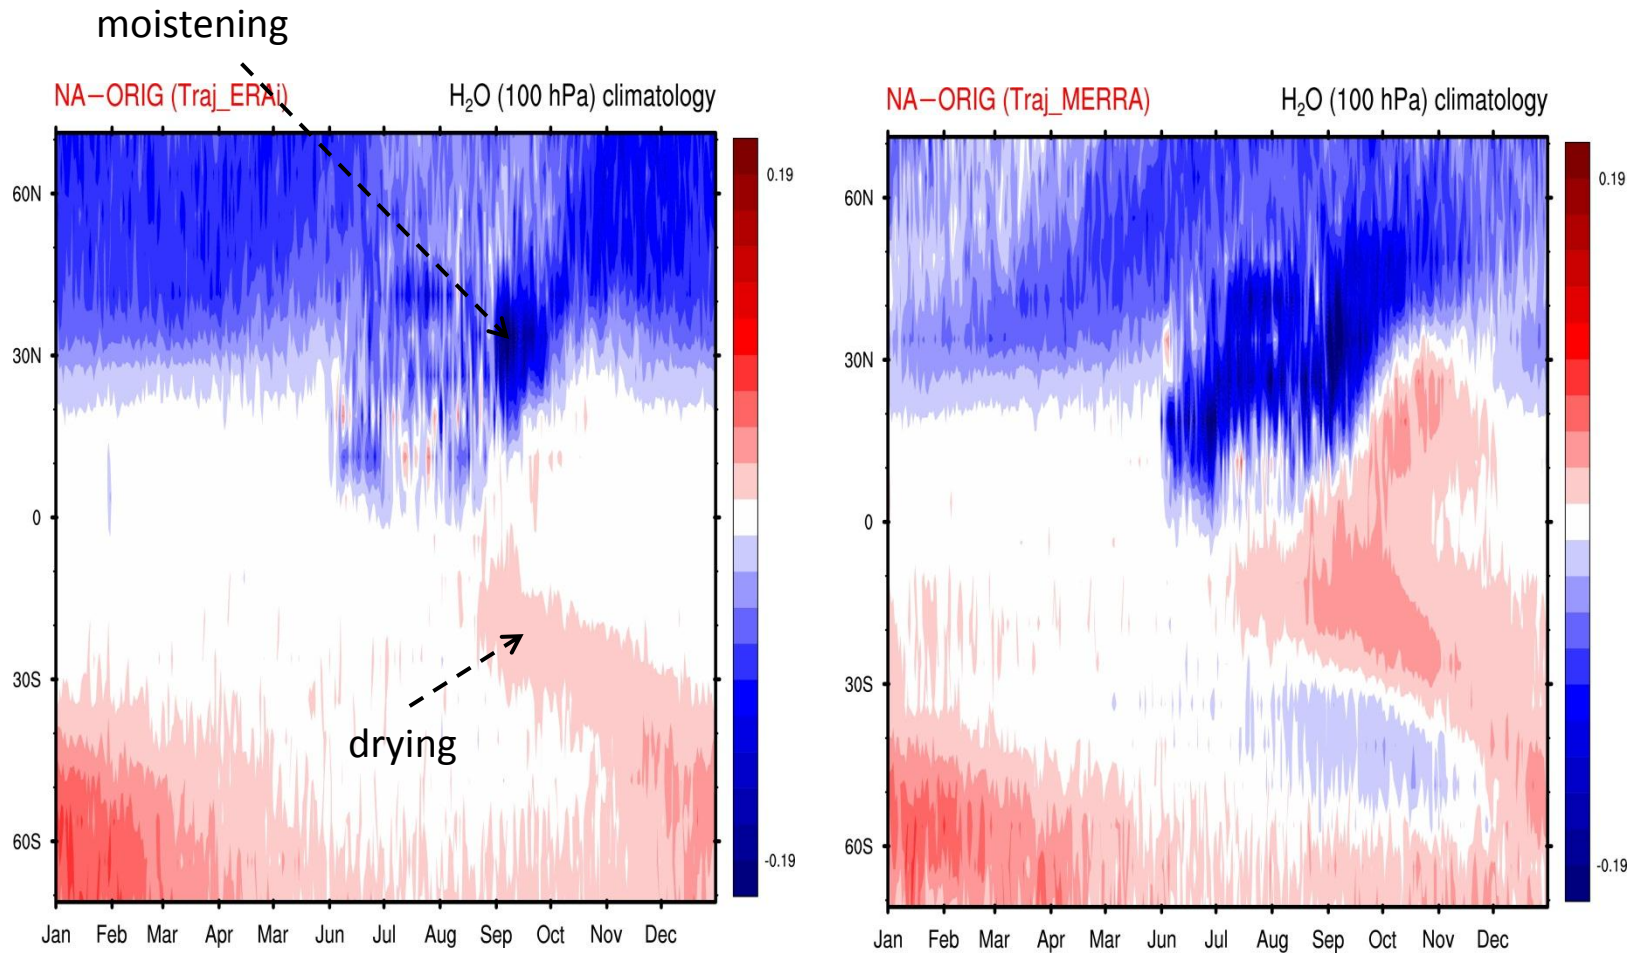 moistening
NA−ORIG (Traj_ERAi) H₂O (100 hPa) climatology
60N
30N
0
30S
60S
Jan Feb Mar Apr Mar Jun Jul Aug Sep Oct Nov Dec
0.19
-0.19
drying
NA−ORIG (Traj_MERRA) H₂O (100 hPa) climatology
60N
30N
0
30S
60S
Jan Feb Mar Apr Mar Jun Jul Aug Sep Oct Nov Dec
0.19
-0.19